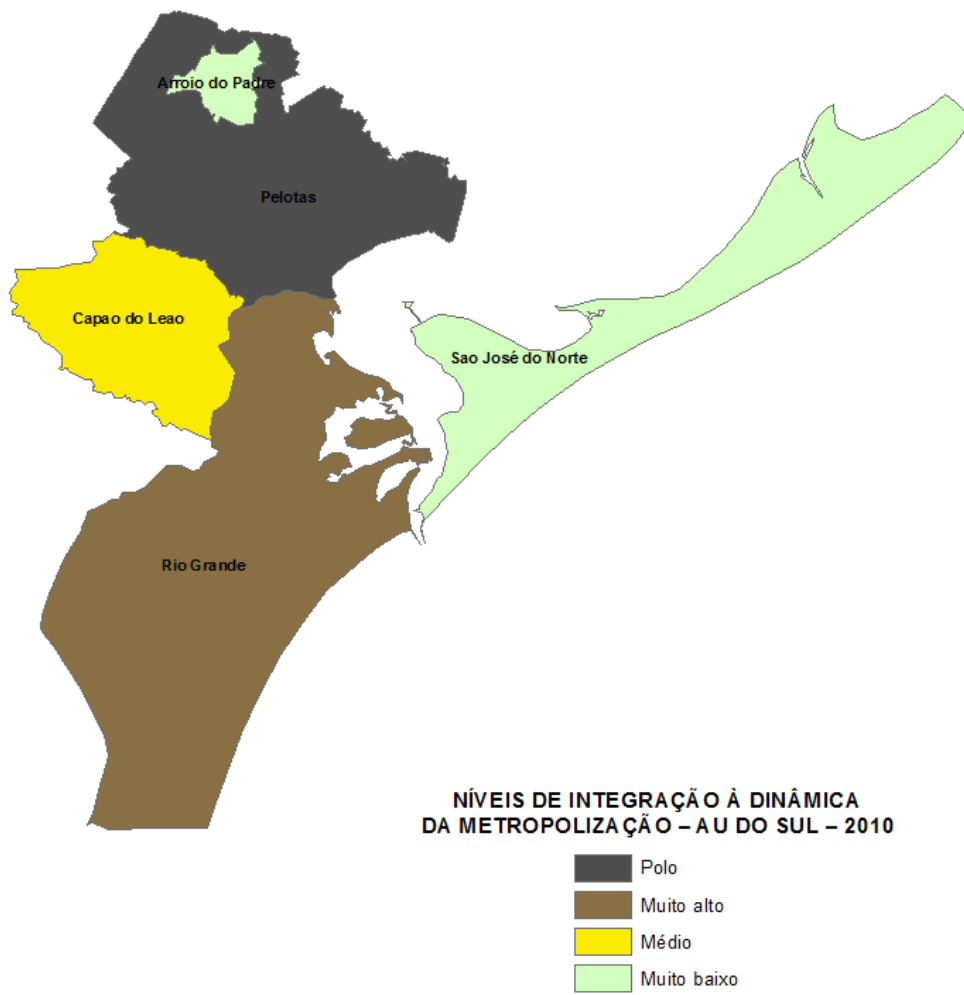 Arroio do Padre
Pelotas
Capao do Leao
Sao José do Norte
Rio Grande
NÍVEIS DE INTEGRAÇÃO À DINÂMICA
DA METROPOLIZAÇÃO – AU DO SUL – 2010
Polo
Muito alto
Médio
Muito baixo